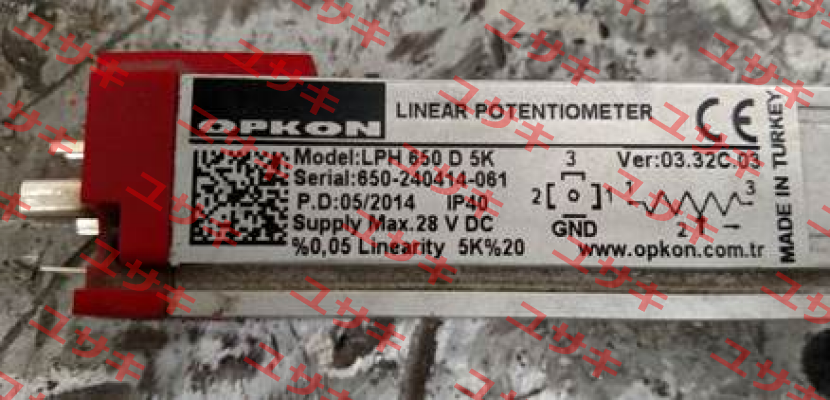 OPKON
LINEAR POTENTIOMETER
CE
Model:LPH 650 D 5K
Serial:650-240414-061
P.D:05/2014 IP40
Supply Max.28 V DC
%0,05 Linearity 5K%20
3
2 1
GND
Ver:03.32C.03
1 3
2
www.opkon.com.tr
MADE IN TURKEY
ユサキ